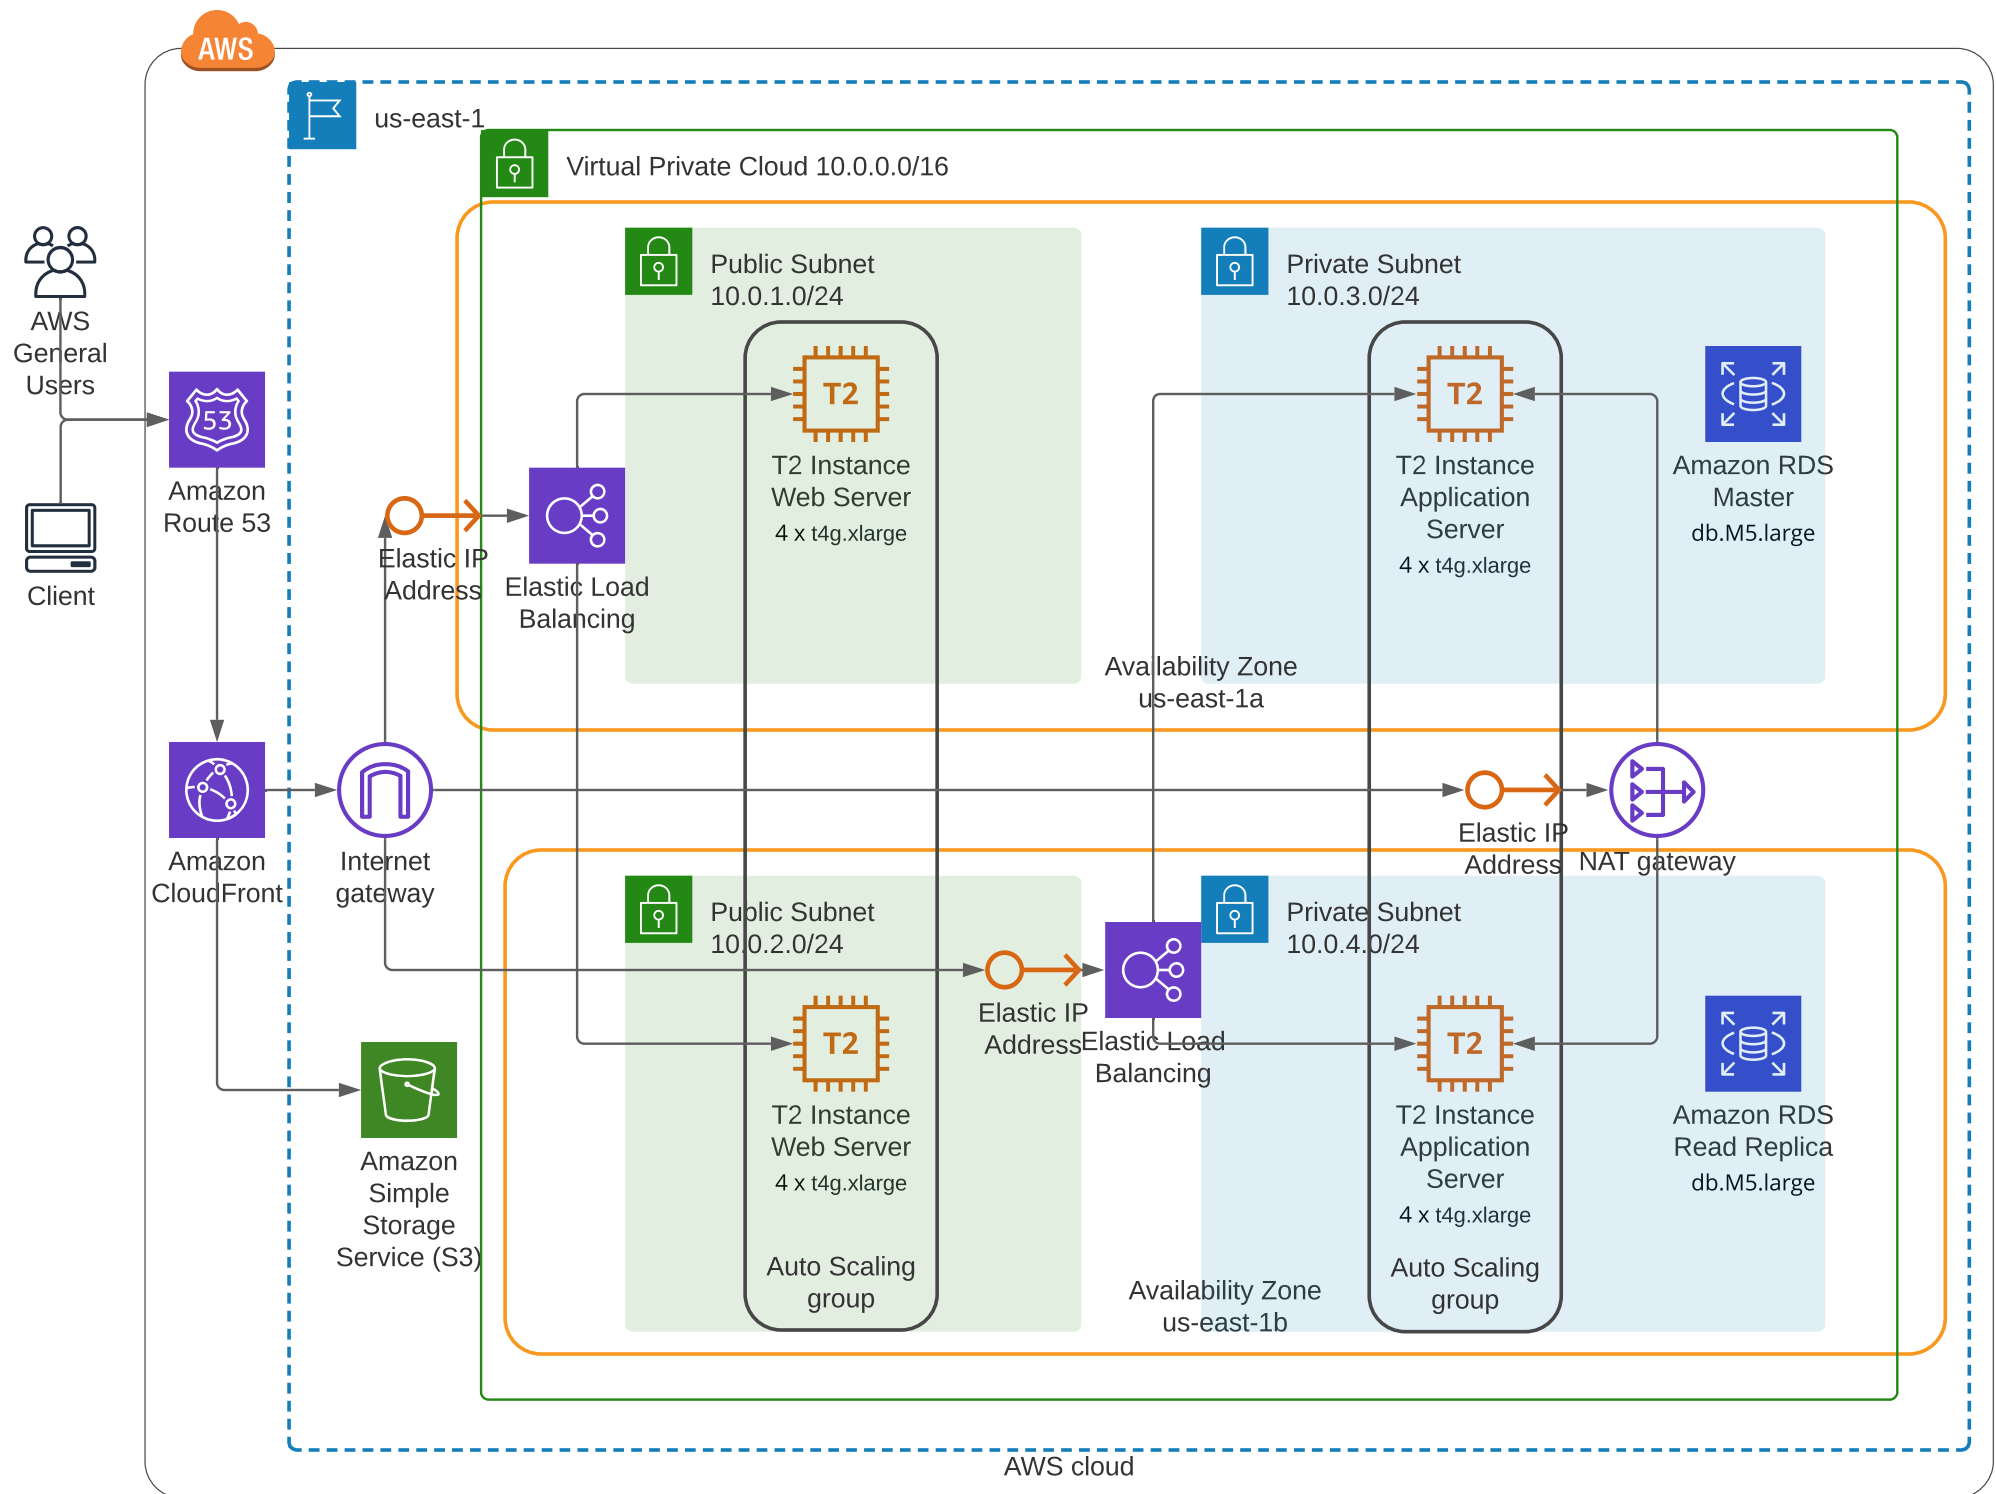 AWS
us-east-1
Virtual Private Cloud 10.0.0.0/16
Public Subnet
10.0.1.0/24
Private Subnet
10.0.3.0/24
AWS
General
Users
53
Amazon
Route 53
Client
Elastic IP
Address
Elastic Load
Balancing
T2
T2 Instance
Web Server
4 x t4g.xlarge
T2
T2 Instance
Application
Server
4 x t4g.xlarge
Amazon RDS
Master
db.M5.large
Availability Zone
us-east-1a
Amazon
CloudFront
Internet
gateway
Elastic IP
Address
NAT gateway
Public Subnet
10.0.2.0/24
Private Subnet
10.0.4.0/24
Elastic IP
Address
Elastic Load
Balancing
T2
T2 Instance
Web Server
4 x t4g.xlarge
Auto Scaling
group
T2
T2 Instance
Application
Server
4 x t4g.xlarge
Auto Scaling
group
Amazon RDS
Read Replica
db.M5.large
Amazon
Simple
Storage
Service (S3)
Availability Zone
us-east-1b
AWS cloud